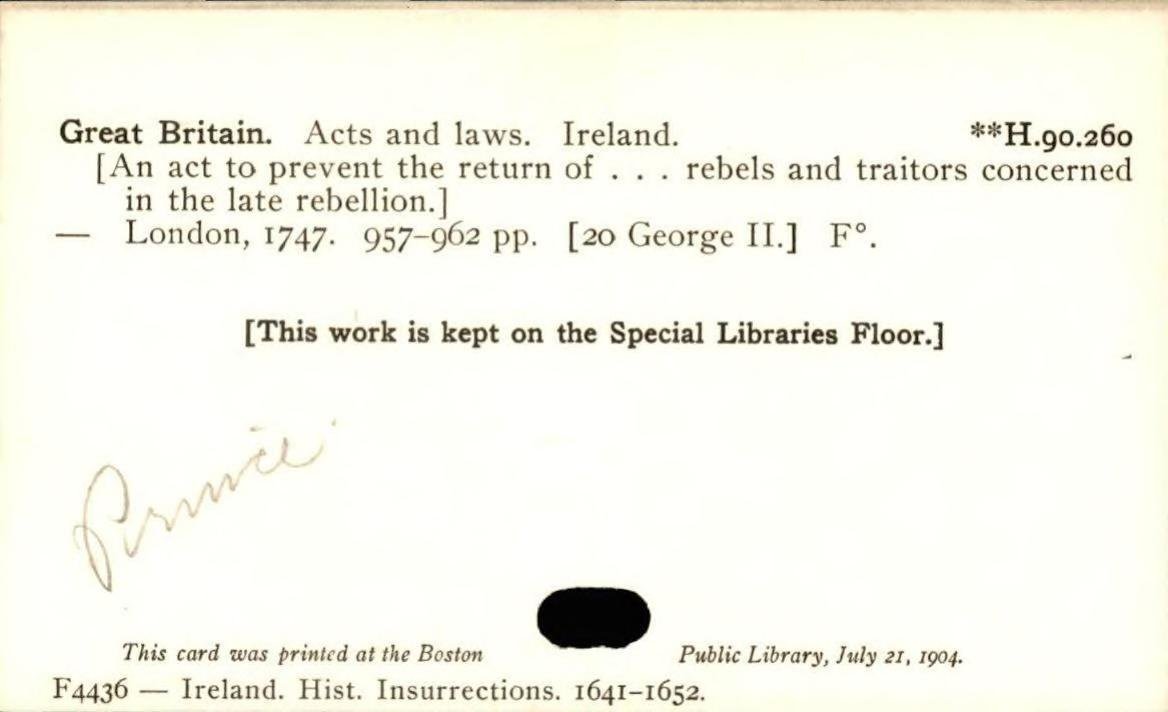 Great Britain. Acts and laws. Ireland. **H.90.260
[An act to prevent the return of . . . rebels and traitors concerned
in the late rebellion.]
— London, 1747. 957–962 pp. [20 George II.] F°.
[This work is kept on the Special Libraries Floor.]
This card was printed at the Boston Public Library, July 21, 1904.
F4436 — Ireland. Hist. Insurrections. 1641–1652.